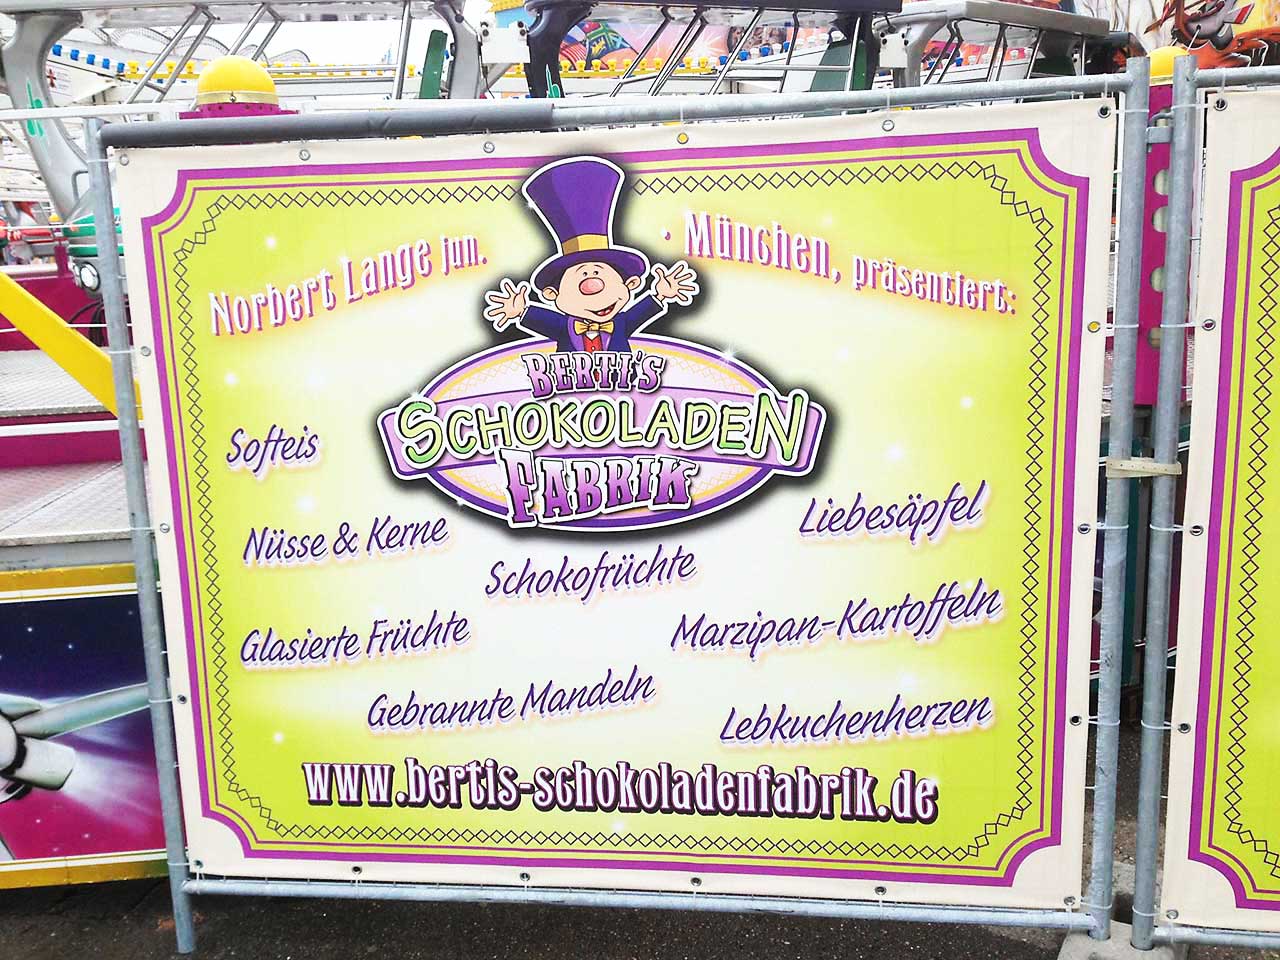 Norbert Lange jun. · München, präsentiert:
BERTI'S
SCHOKOLADEN
FABRIK
Softeis
Nüsse & Kerne
Liebesäpfel
Schokofrüchte
Glasierte Früchte
Marzipan-Kartoffeln
Gebrannte Mandeln
Lebkuchenherzen
www.bertis-schokoladenfabrik.de